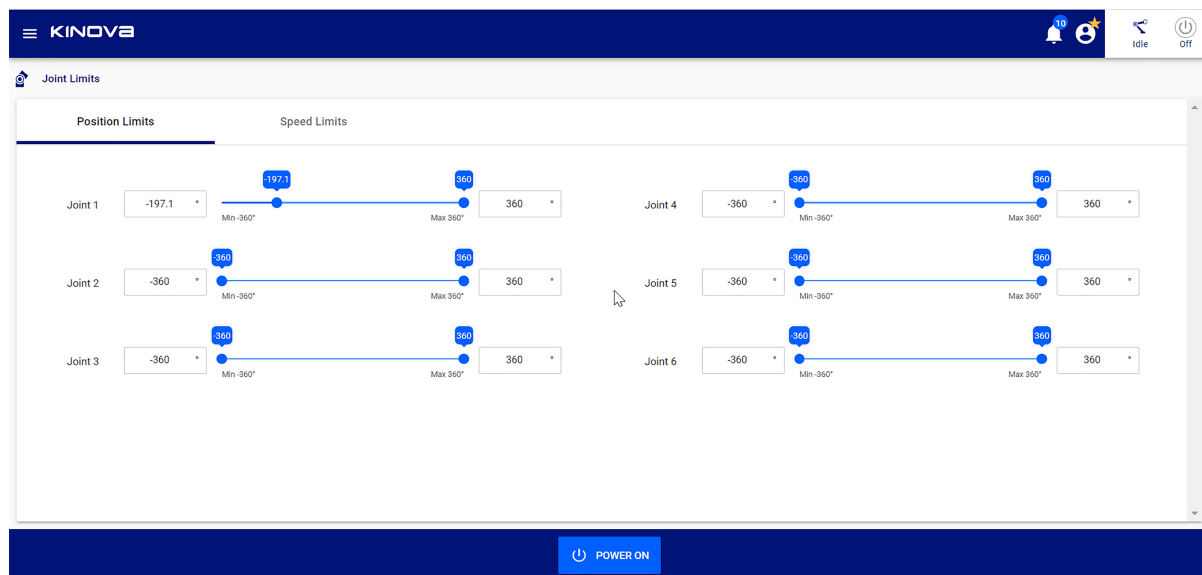 KINOVA
10
Idle
Off
Joint Limits
Position Limits
Speed Limits
-197.1 360
Joint 1 -197.1 ° 360 °
Min -360° Max 360°
-360 360
Joint 4 -360 ° 360 °
Min -360° Max 360°
-360 360
Joint 2 -360 ° 360 °
Min -360° Max 360°
-360 360
Joint 5 -360 ° 360 °
Min -360° Max 360°
-360 360
Joint 3 -360 ° 360 °
Min -360° Max 360°
-360 360
Joint 6 -360 ° 360 °
Min -360° Max 360°
POWER ON